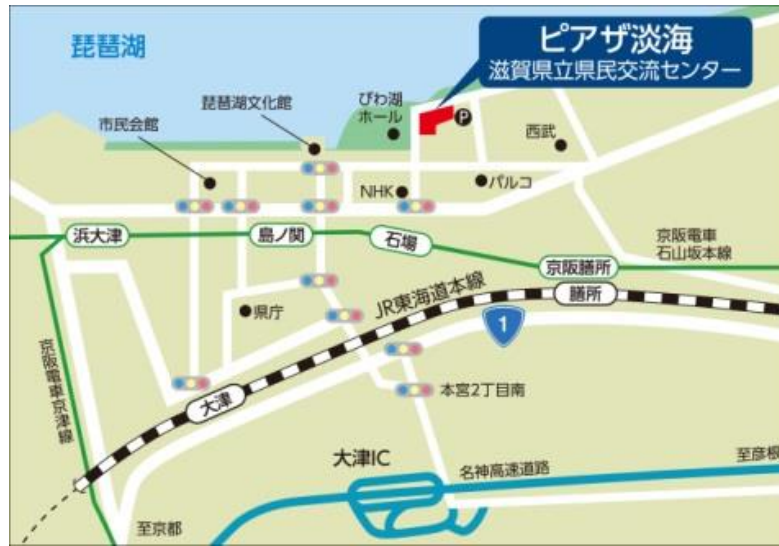 琵琶湖
ピアザ淡海
滋賀県立県民交流センター
びわ湖
ホール
琵琶湖文化館
市民会館
P
西武
NHK
パルコ
浜大津
島ノ関
石場
京阪電車
石山坂本線
京阪膳所
JR東海道本線
膳所
県庁
1
京阪電車京津線
大津
本宮2丁目南
大津IC
名神高速道路
至彦根
至京都